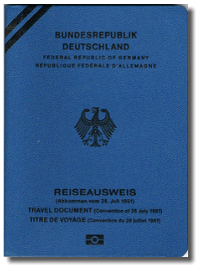 BUNDESREPUBLIK
DEUTSCHLAND
FEDERAL REPUBLIC OF GERMANY
RÉPUBLIQUE FÉDÉRALE D'ALLEMAGNE
REISEAUSWEIS
(Abkommen vom 28. Juli 1951)
TRAVEL DOCUMENT (Convention of 28 July 1951)
TITRE DE VOYAGE (Convention du 28 juillet 1951)